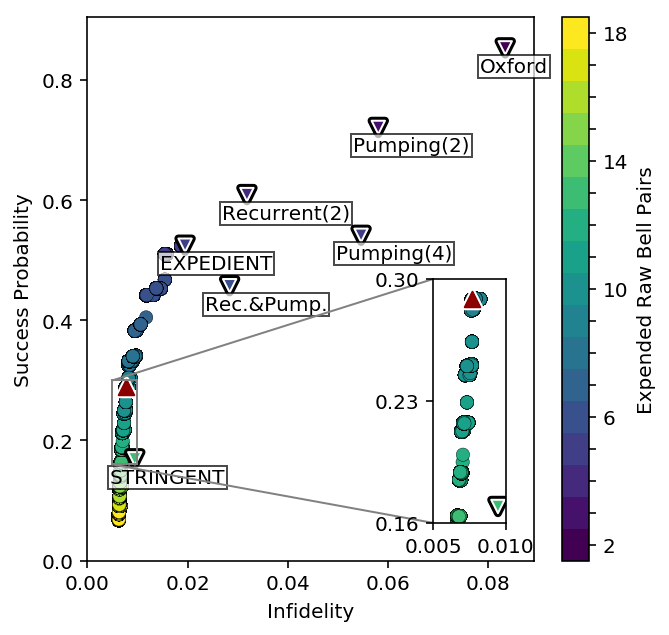 18
Oxford
0.8
Pumping(2)
14
0.6
Recurrent(2)
Pumping(4)
EXPEDIENT
0.30
10
Rec.&Pump.
0.4
0.23
6
0.2
STRINGENT
0.16
2
0.005
0.010
0.0
0.00
0.02
0.04
0.06
0.08
Infidelity
Success Probability
Expended Raw Bell Pairs